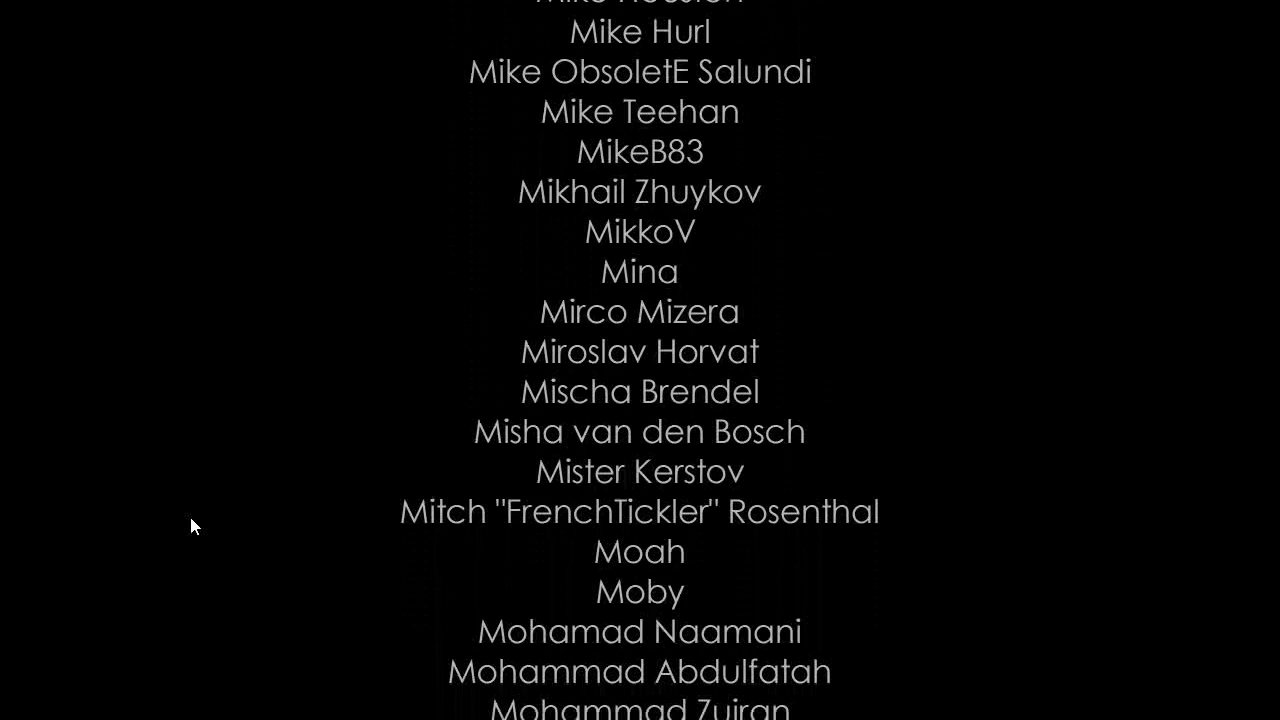 Mike Hurl
Mike ObsoletE Salundi
Mike Teehan
MikeB83
Mikhail Zhuykov
MikkoV
Mina
Mirco Mizera
Miroslav Horvat
Mischa Brendel
Misha van den Bosch
Mister Kerstov
Mitch "FrenchTickler" Rosenthal
Moah
Moby
Mohamad Naamani
Mohammad Abdulfatah
Mohammad